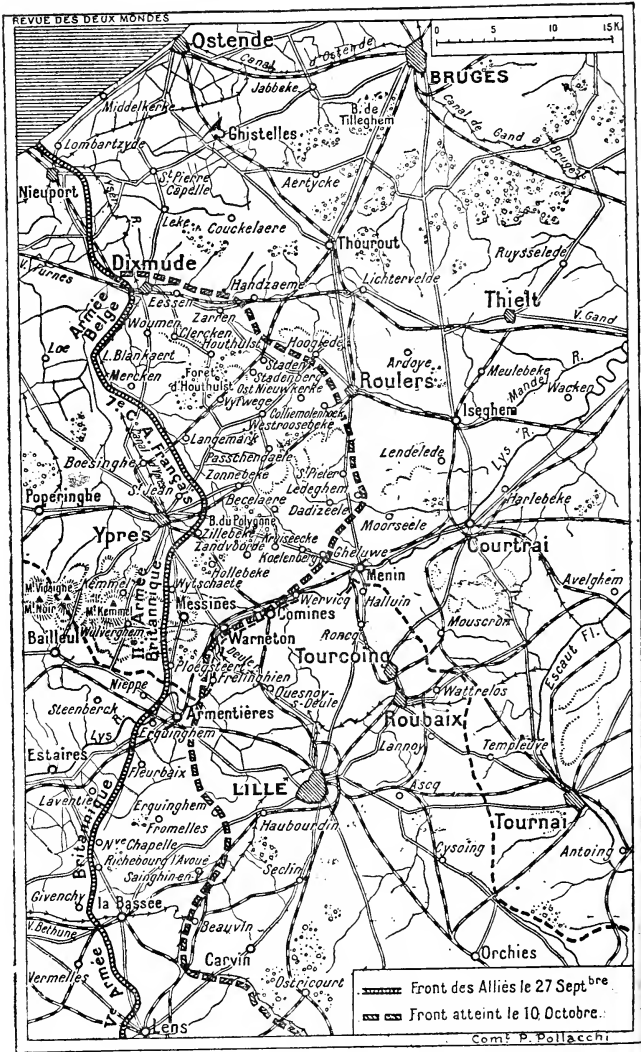 REVUE DES DEUX MONDES
0 5 10 15K.
Ostende
Canal d'Ostende
BRUGES
Jabbeke
Middelkerke
B. de Tilleghem
Ghistelles
Canal de Gand à Bruges
Lombartzyde
St Pierre Capelle
Aertycke
Nieuport
Yser R.
Leke
Couckelaere
Thourout
Ruysselede
Dixmude
V. Furnes
Handzaeme
Lichtervelde
Eessen
Thielt
V. Gand
Armée Belge
Zarren
Woumen
Clercken
Houthulst
Hooglede
Loe
L. Blankaert
Staden
Ardoye
R.
Mercken
Forêt d'Houthulst
Stadenberg
Roulers
Meulebeke
Mandel
Ost Nieuwkerke
Wacken
Vyfwege
Colliemolenhoek
Westroosebeke
Iseghem
7e C. A. Français
Langemark
Passchendaele
Lys R.
Boesinghe
Canal
Lendelede
Zonnebeke
St Pieter
St Jean
Poperinghe
Becelaere
Ledeghem
Harlebeke
B. du Polygone
Dadizeele
Ypres
Moorseele
Zillebeke
Kruiseecke
Zandvoorde
Koelenberg
Gheluwe
Courtrai
Hollebeke
Menin
M. Vidaigne
Kemmel
Wytschaete
Avelghem
M. Noir
M. Kemmel
IIe Armée Britannique
Messines
Wervicq
Halluin
Comines
Bailleul
Wulverghem
Warneton
Roncq
Mouscron
Escaut Fl.
Ploegsteert
Deule
Tourcoing
Frelinghien
Nieppe
Quesnoy-s-Deule
Wattrelos
Steenberck
Roubaix
Armentières
Lys R.
Erquinghem
Lannoy
Templeuve
Estaires
Fleurbaix
LILLE
Laventie
Ascq
Erquinghem
Tournai
Fromelles
Haubourdin
Nve Chapelle
Cysoing
Antoing
Richebourg l'Avoué
Sainghin-en
Seclin
Givenchy
la Bassée
V. Béthune
Beauvin
Orchies
Carvin
Vermelles
Ve Armée Britannique
Ostricourt
Lens
Front des Alliés le 27 Septbre
Front atteint le 10 Octobre.
Comt P. Pollacchi